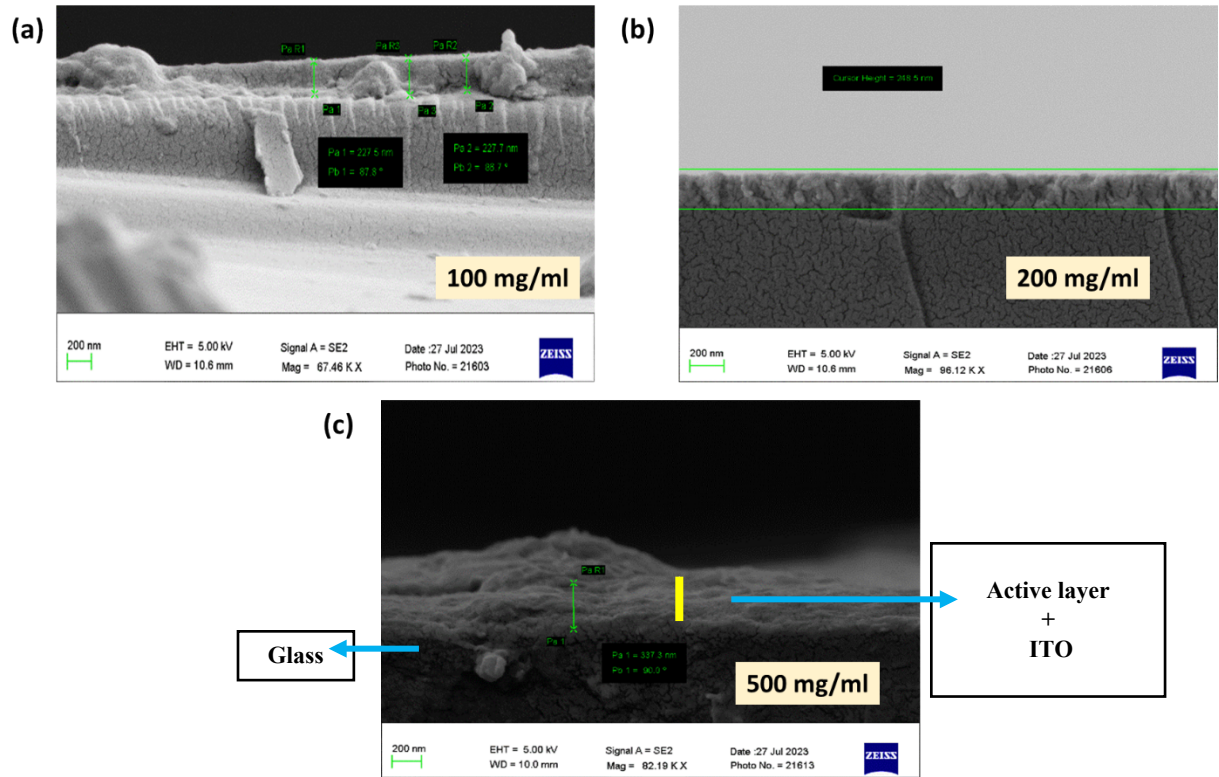 (a)
Pa R1
Pa R3
Pa R2
Pa 1
Pa 3
Pa 2
Pa 1 = 227.5 nm
Pb 1 = 87.8 °
Pa 2 = 227.7 nm
Pb 2 = 88.7 °
100 mg/ml
200 nm
EHT = 5.00 kV
WD = 10.6 mm
Signal A = SE2
Mag = 67.46 K X
Date :27 Jul 2023
Photo No. = 21603
ZEISS
(b)
Cursor Height = 248.5 nm
200 mg/ml
200 nm
EHT = 5.00 kV
WD = 10.6 mm
Signal A = SE2
Mag = 96.12 K X
Date :27 Jul 2023
Photo No. = 21606
ZEISS
(c)
Pa R1
Pa 1
Pa 1 = 337.3 nm
Pb 1 = 90.0 °
500 mg/ml
Glass
Active layer
+
ITO
200 nm
EHT = 5.00 kV
WD = 10.0 mm
Signal A = SE2
Mag = 82.19 K X
Date :27 Jul 2023
Photo No. = 21613
ZEISS